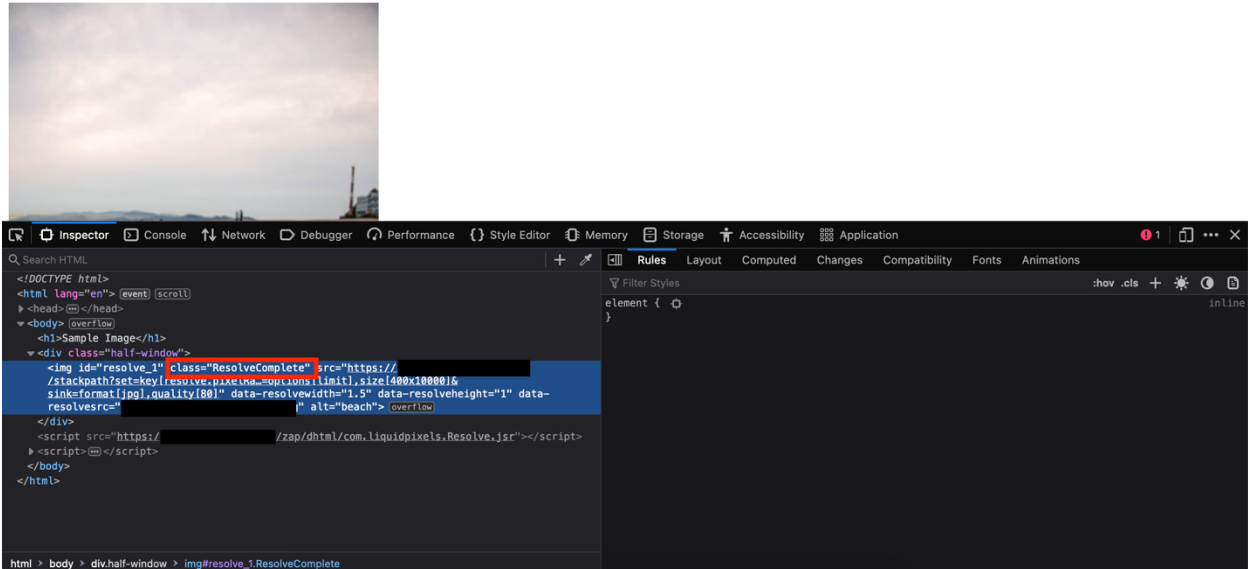 Inspector Console Network Debugger Performance {} Style Editor Memory Storage Accessibility Application 1
Search HTML
Rules Layout Computed Changes Compatibility Fonts Animations
Filter Styles :hov .cls
element { inline
}
<!DOCTYPE html>
<html lang="en"> event scroll
<head> </head>
<body> overflow
<h1>Sample Image</h1>
<div class="half-window">
<img id="resolve_1" class="ResolveComplete" src="https://
/stackpath?set=key[resolve.pixelRa…=options[limit],size[400x10000]&
sink=format[jpg],quality[80]" data-resolvewidth="1.5" data-resolveheight="1" data-
resolvesrc=" " alt="beach"> overflow
</div>
<script src="https:/ /zap/dhtml/com.liquidpixels.Resolve.jsr"></script>
<script> </script>
</body>
</html>
html > body > div.half-window > img#resolve_1.ResolveComplete